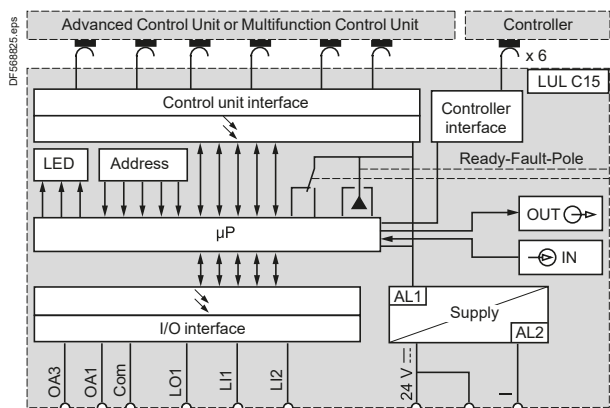 Advanced Control Unit or Multifunction Control Unit
Controller
DF568825.eps
x 6
LUL C15
Control unit interface
Controller
interface
LED
Address
Ready-Fault-Pole
µP
OUT
IN
I/O interface
AL1
Supply
AL2
OA3
OA1
Com
LO1
LI1
LI2
24 V